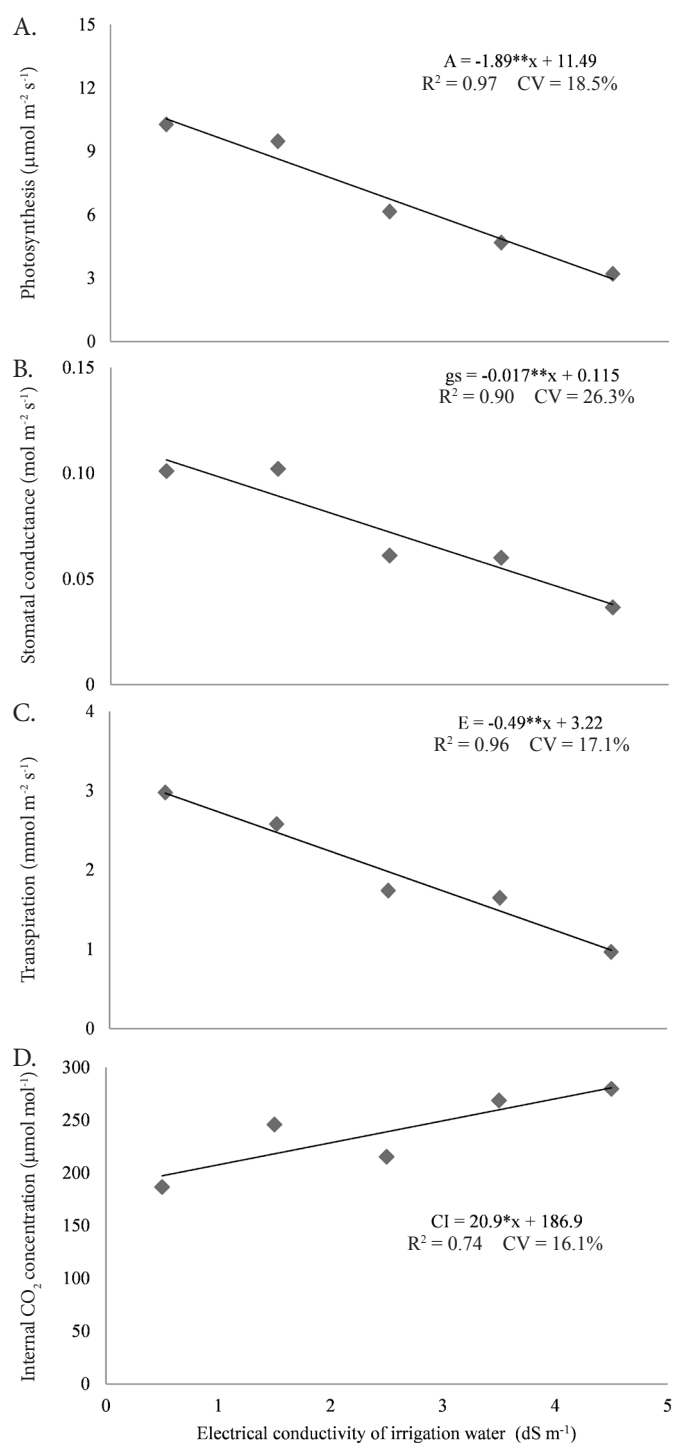 A.
Photosynthesis (µmol m⁻² s⁻¹)
15
12
9
6
3
0
A = -1.89**x + 11.49
R² = 0.97 CV = 18.5%
B.
Stomatal conductance (mol m⁻² s⁻¹)
0.15
0.10
0.05
0
gs = -0.017**x + 0.115
R² = 0.90 CV = 26.3%
C.
Transpiration (mmol m⁻² s⁻¹)
4
3
2
1
0
E = -0.49**x + 3.22
R² = 0.96 CV = 17.1%
D.
Internal CO₂ concentration (µmol mol⁻¹)
300
250
200
150
100
50
0
CI = 20.9*x + 186.9
R² = 0.74 CV = 16.1%
0 1 2 3 4 5
Electrical conductivity of irrigation water (dS m⁻¹)